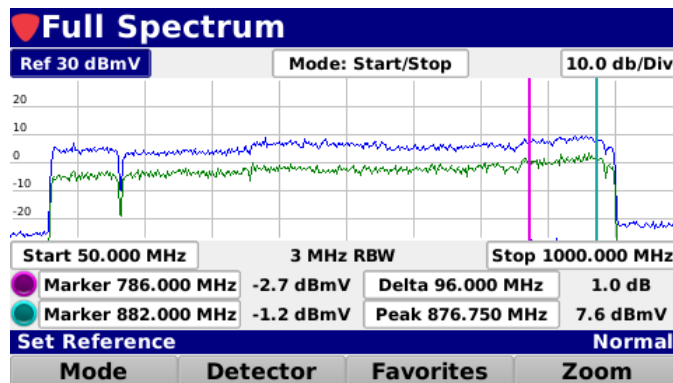 Full Spectrum
Ref 30 dBmV Mode: Start/Stop 10.0 db/Div
20
10
0
-10
-20
Start 50.000 MHz 3 MHz RBW Stop 1000.000 MHz
Marker 786.000 MHz -2.7 dBmV Delta 96.000 MHz 1.0 dB
Marker 882.000 MHz -1.2 dBmV Peak 876.750 MHz 7.6 dBmV
Set Reference Normal
Mode Detector Favorites Zoom